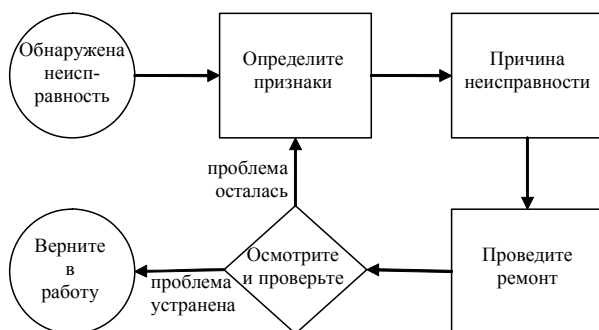 Обнаружена
неисп-
равность
Определите
признаки
Причина
неисправности
проблема
осталась
Верните
в
работу
проблема
устранена
Осмотрите
и проверьте
Проведите
ремонт